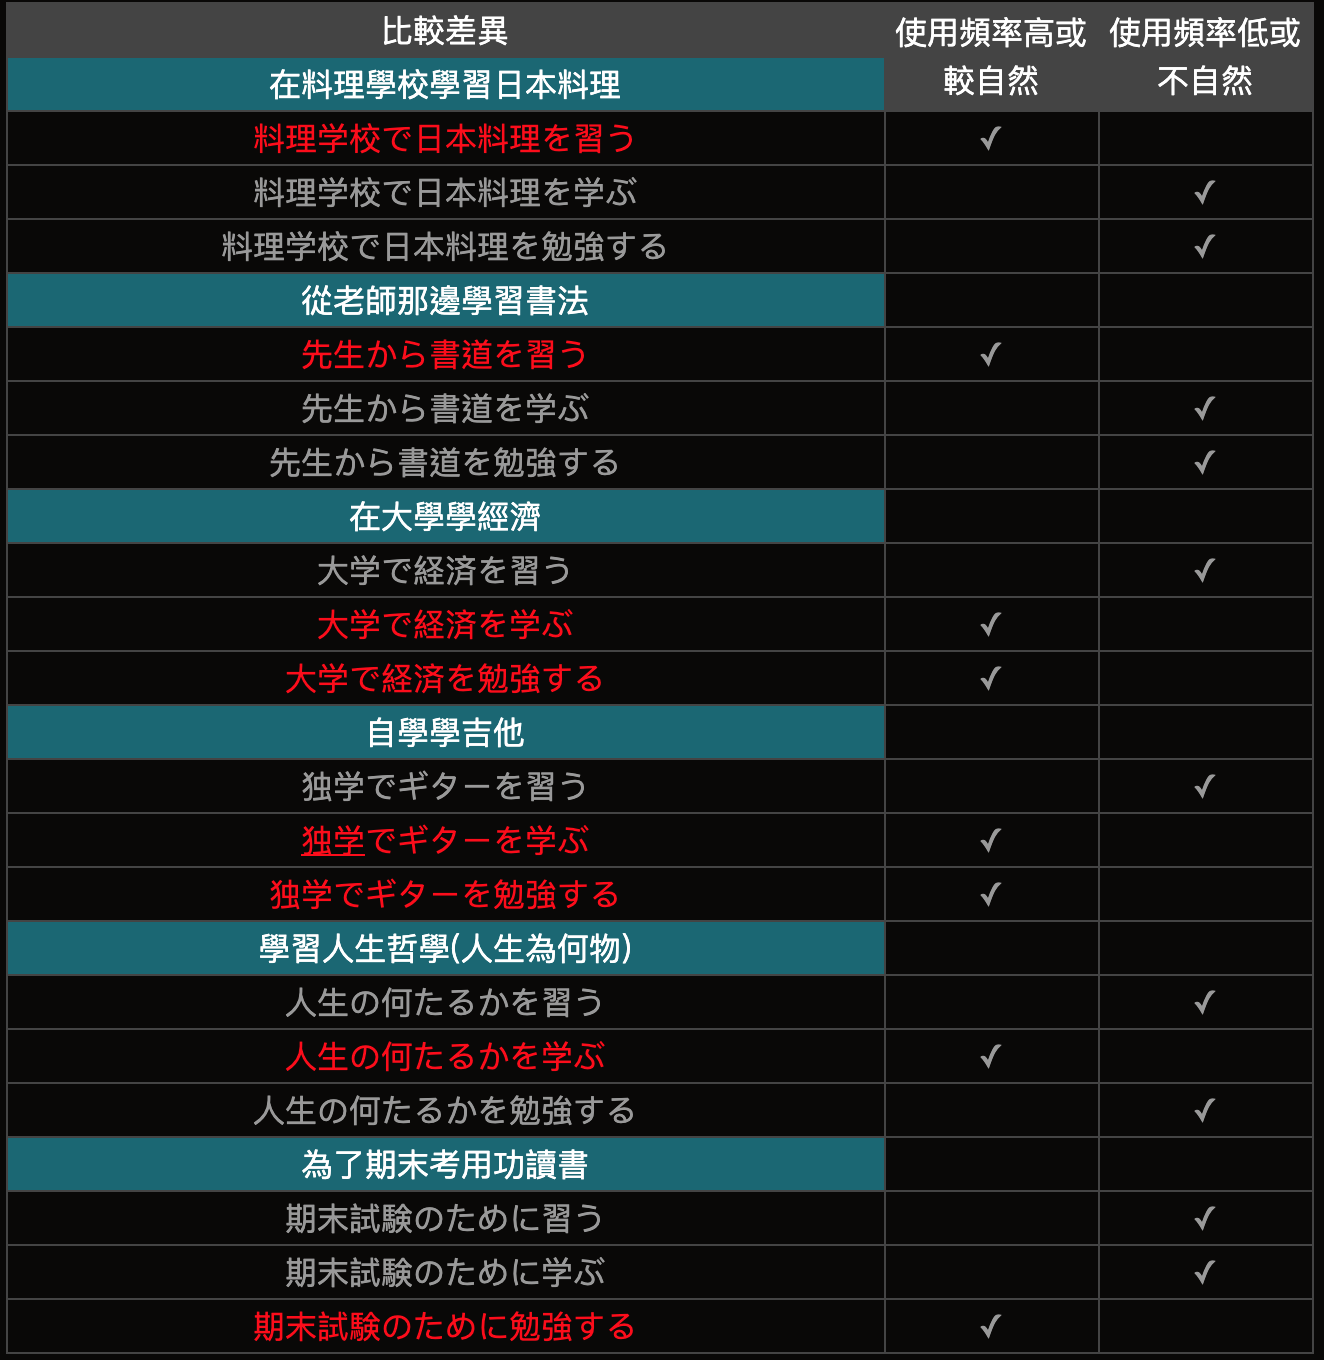 比較差異
使用頻率高或
較自然
使用頻率低或
不自然
在料理學校學習日本料理
料理学校で日本料理を習う ✓
料理学校で日本料理を学ぶ ✓
料理学校で日本料理を勉強する ✓
從老師那邊學習書法
先生から書道を習う ✓
先生から書道を学ぶ ✓
先生から書道を勉強する ✓
在大學學經濟
大学で経済を習う ✓
大学で経済を学ぶ ✓
大学で経済を勉強する ✓
自學學吉他
独学でギターを習う ✓
独学でギターを学ぶ ✓
独学でギターを勉強する ✓
學習人生哲學(人生為何物)
人生の何たるかを習う ✓
人生の何たるかを学ぶ ✓
人生の何たるかを勉強する ✓
為了期末考用功讀書
期末試験のために習う ✓
期末試験のために学ぶ ✓
期末試験のために勉強する ✓